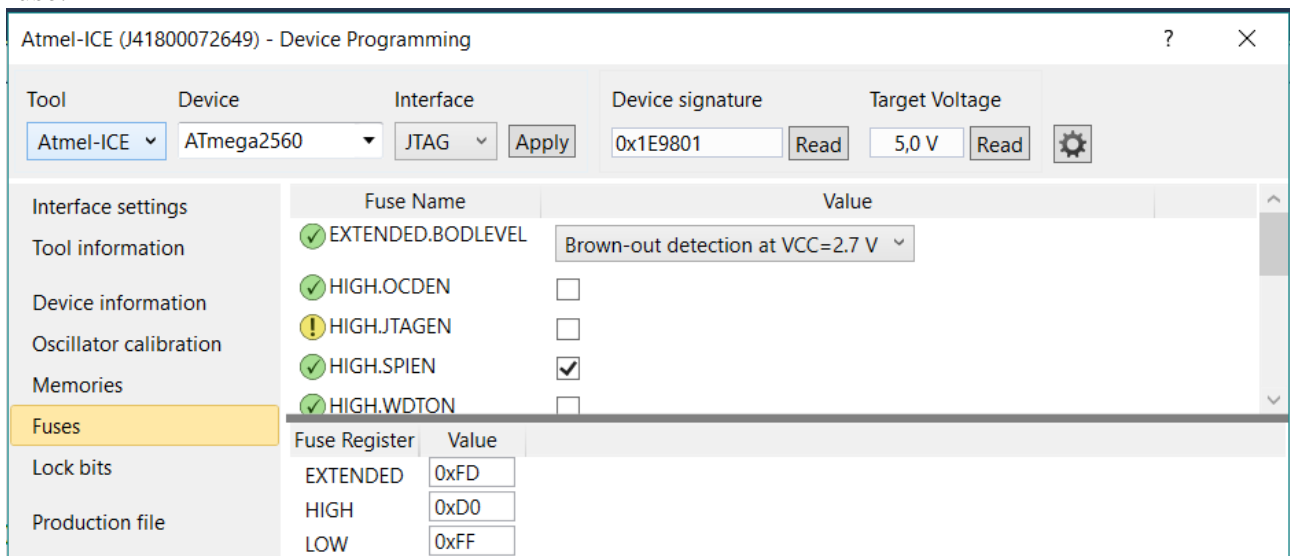 Atmel-ICE (J41800072649) - Device Programming ? ×
Tool Device Interface Device signature Target Voltage
Atmel-ICE ATmega2560 JTAG Apply 0x1E9801 Read 5,0 V Read
Interface settings
Tool information
Device information
Oscillator calibration
Memories
Fuses
Lock bits
Production file
Fuse Name Value
EXTENDED.BODLEVEL Brown-out detection at VCC=2.7 V
HIGH.OCDEN
HIGH.JTAGEN
HIGH.SPIEN
HIGH.WDTON
Fuse Register Value
EXTENDED 0xFD
HIGH 0xD0
LOW 0xFF